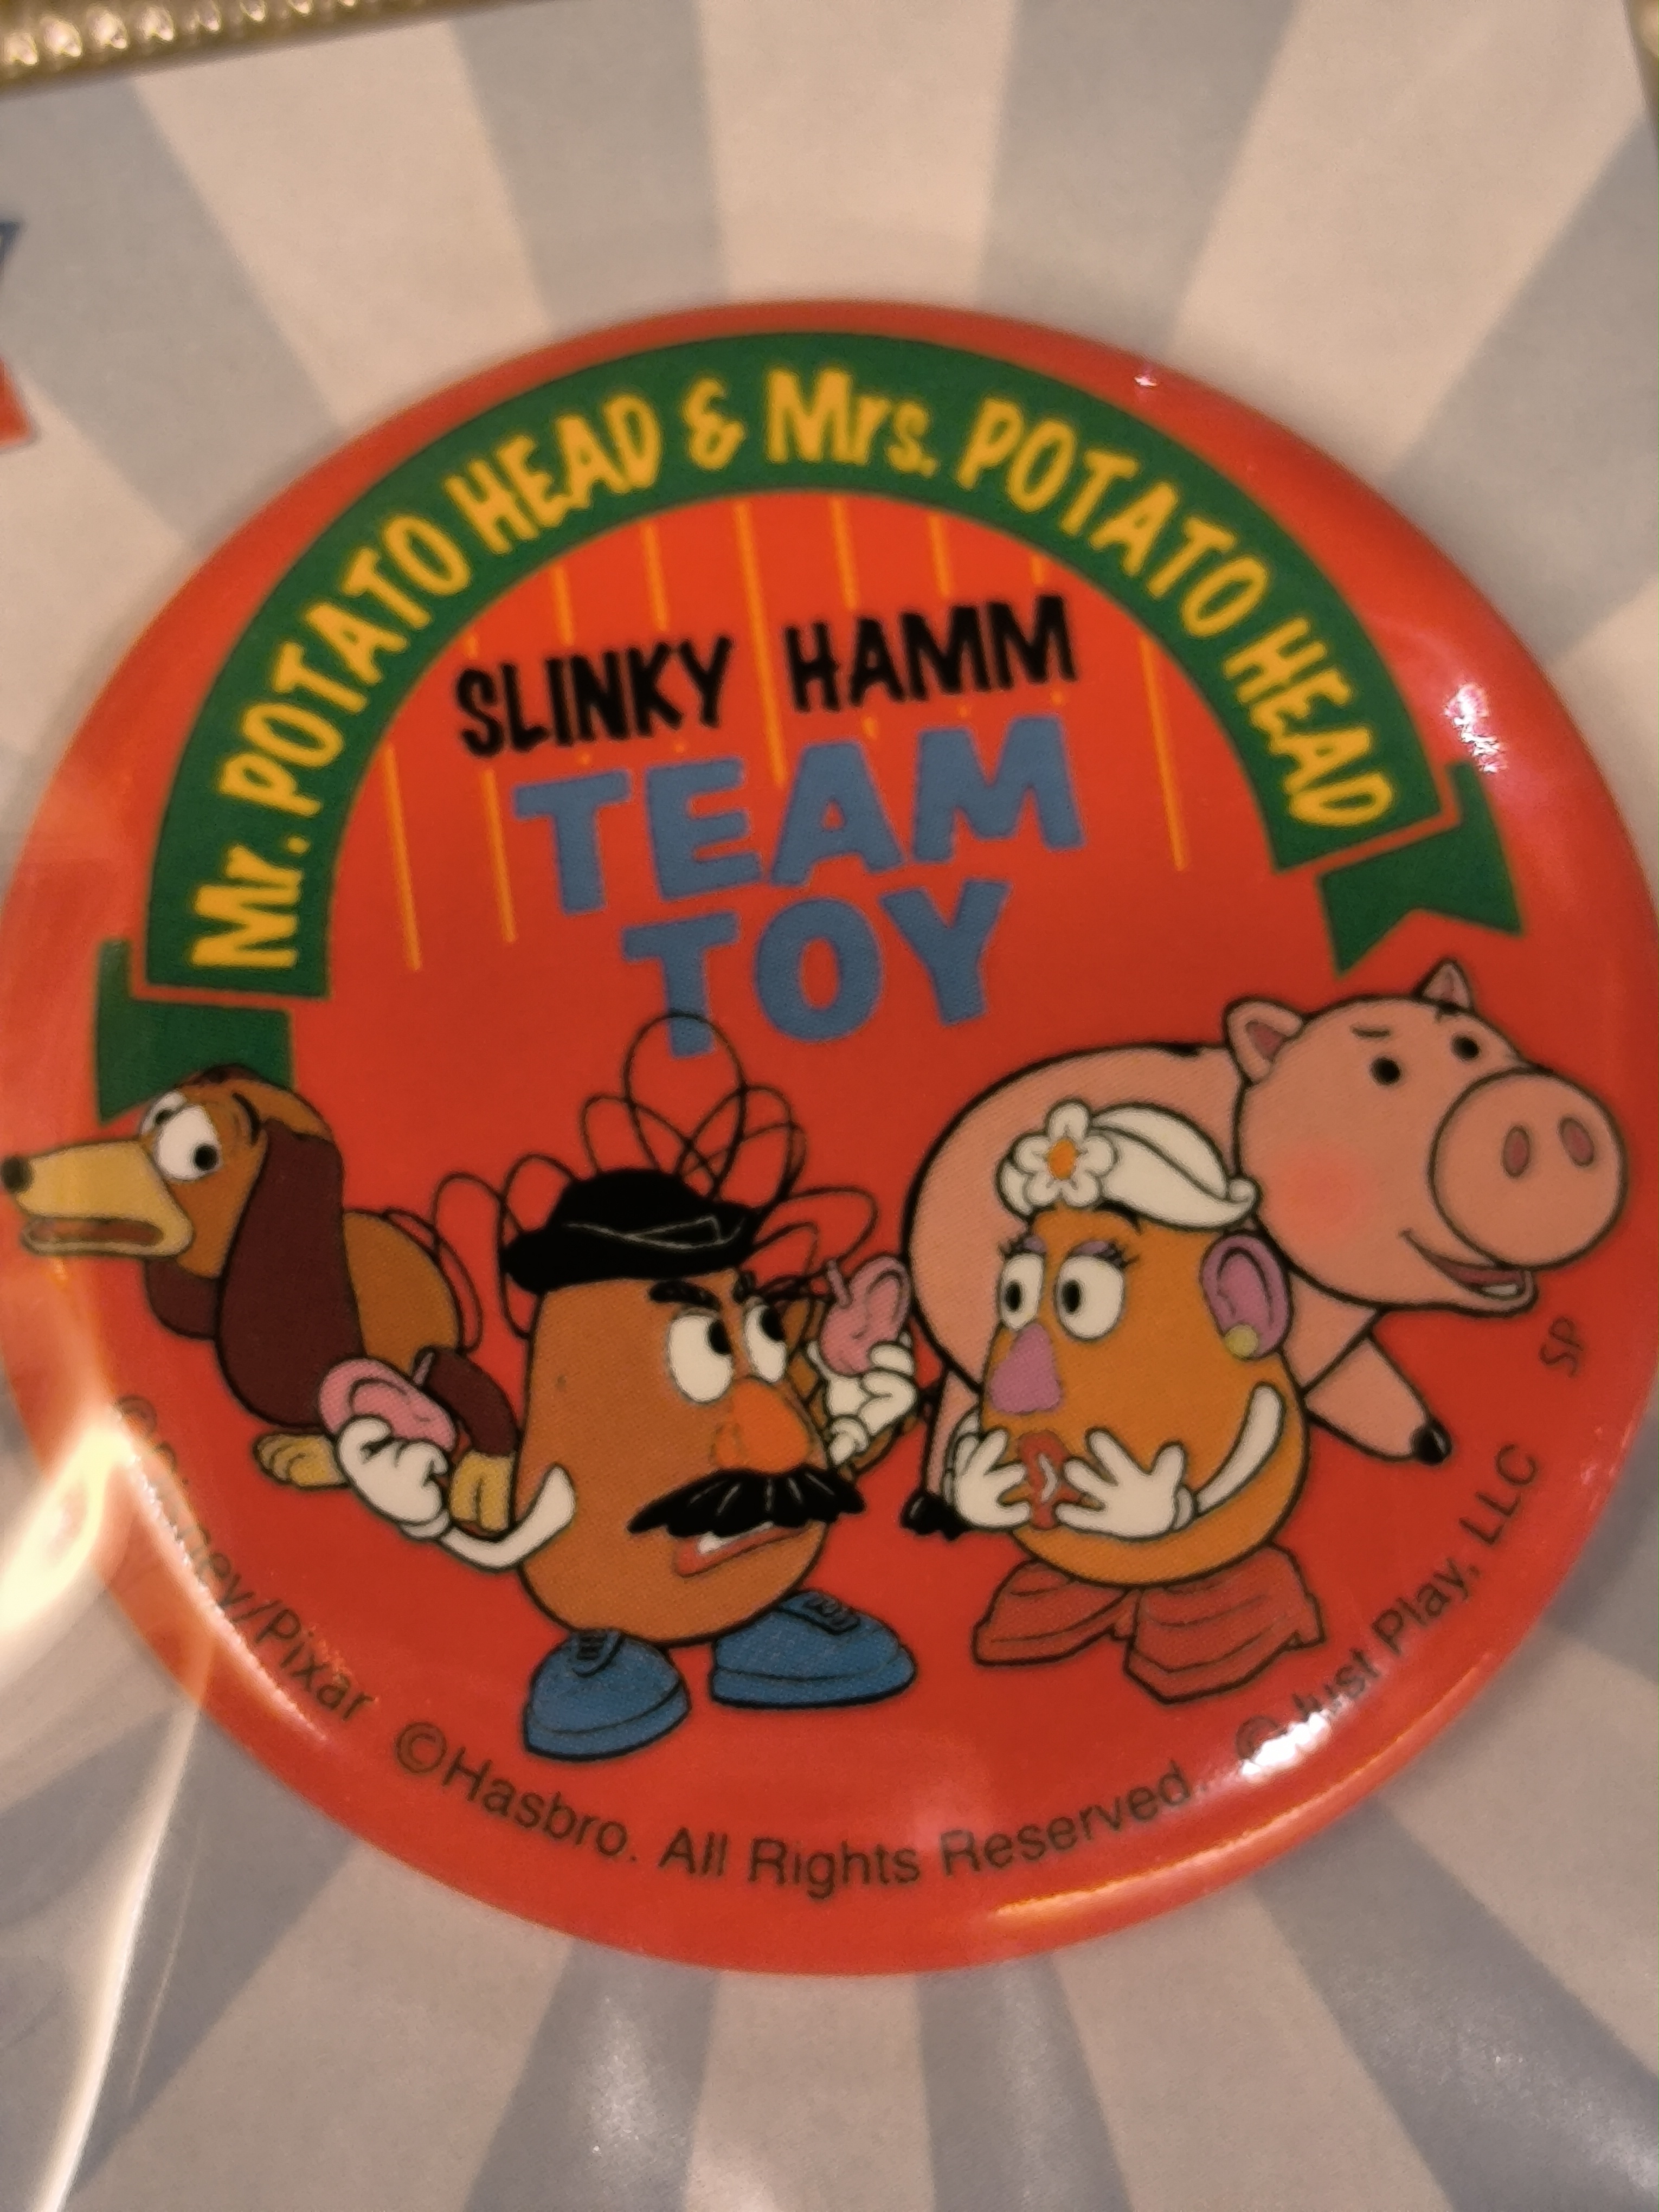 Mr. POTATO HEAD & Mrs. POTATO HEAD
SLINKY HAMM
TEAM
TOY
SP
©Disney/Pixar ©Hasbro. All Rights Reserved. ©Just Play, LLC